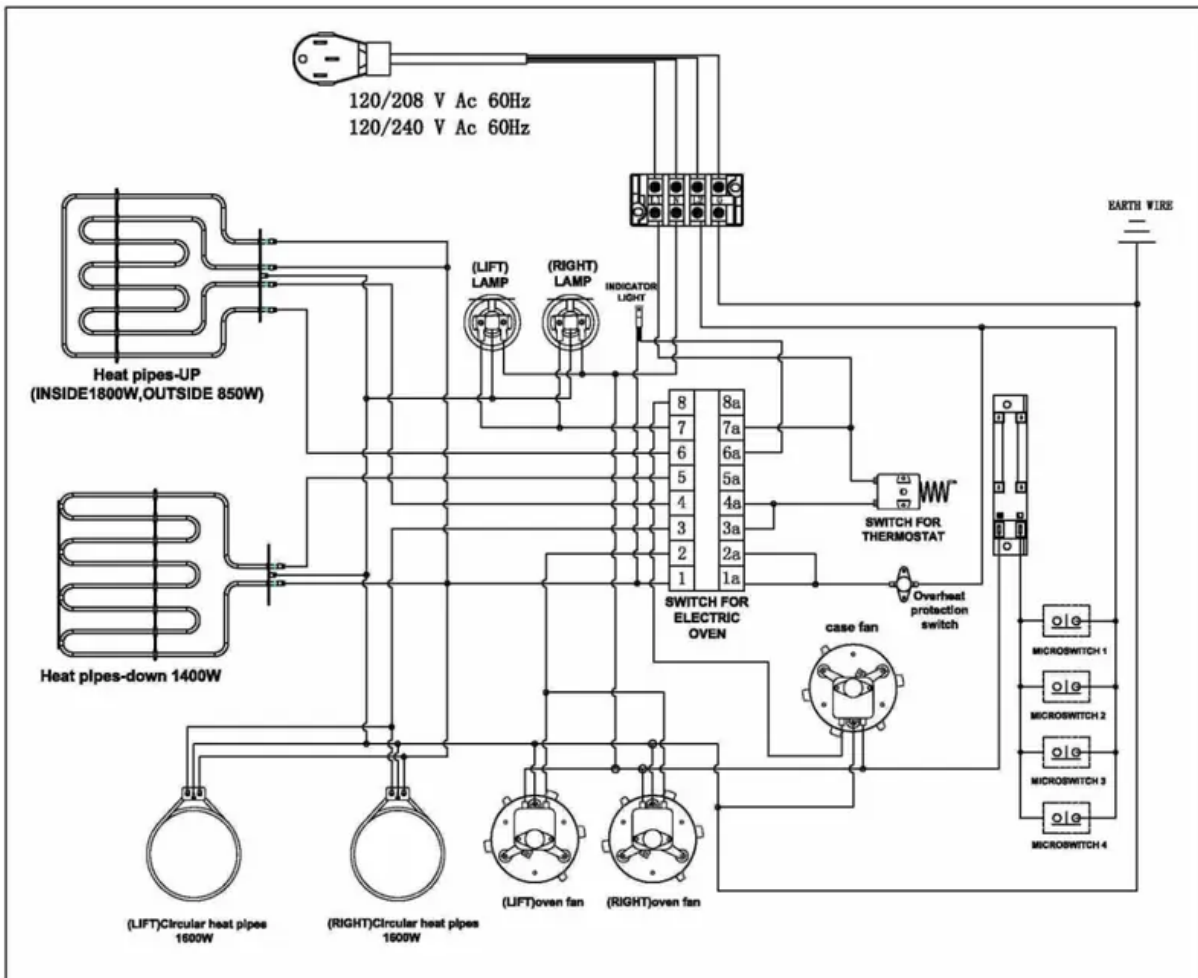 120/208 V Ac 60Hz
120/240 V Ac 60Hz
EARTH WIRE
(LIFT)
LAMP
(RIGHT)
LAMP
INDICATOR
LIGHT
Heat pipes-UP
(INSIDE1800W,OUTSIDE 850W)
8 8a
7 7a
6 6a
5 5a
4 4a
3 3a
2 2a
1 1a
SWITCH FOR
THERMOSTAT
SWITCH FOR
ELECTRIC
OVEN
Overheat
protection
switch
case fan
MICROSWITCH 1
MICROSWITCH 2
MICROSWITCH 3
MICROSWITCH 4
Heat pipes-down 1400W
(LIFT)Circular heat pipes
1600W
(RIGHT)Circular heat pipes
1600W
(LIFT)oven fan
(RIGHT)oven fan